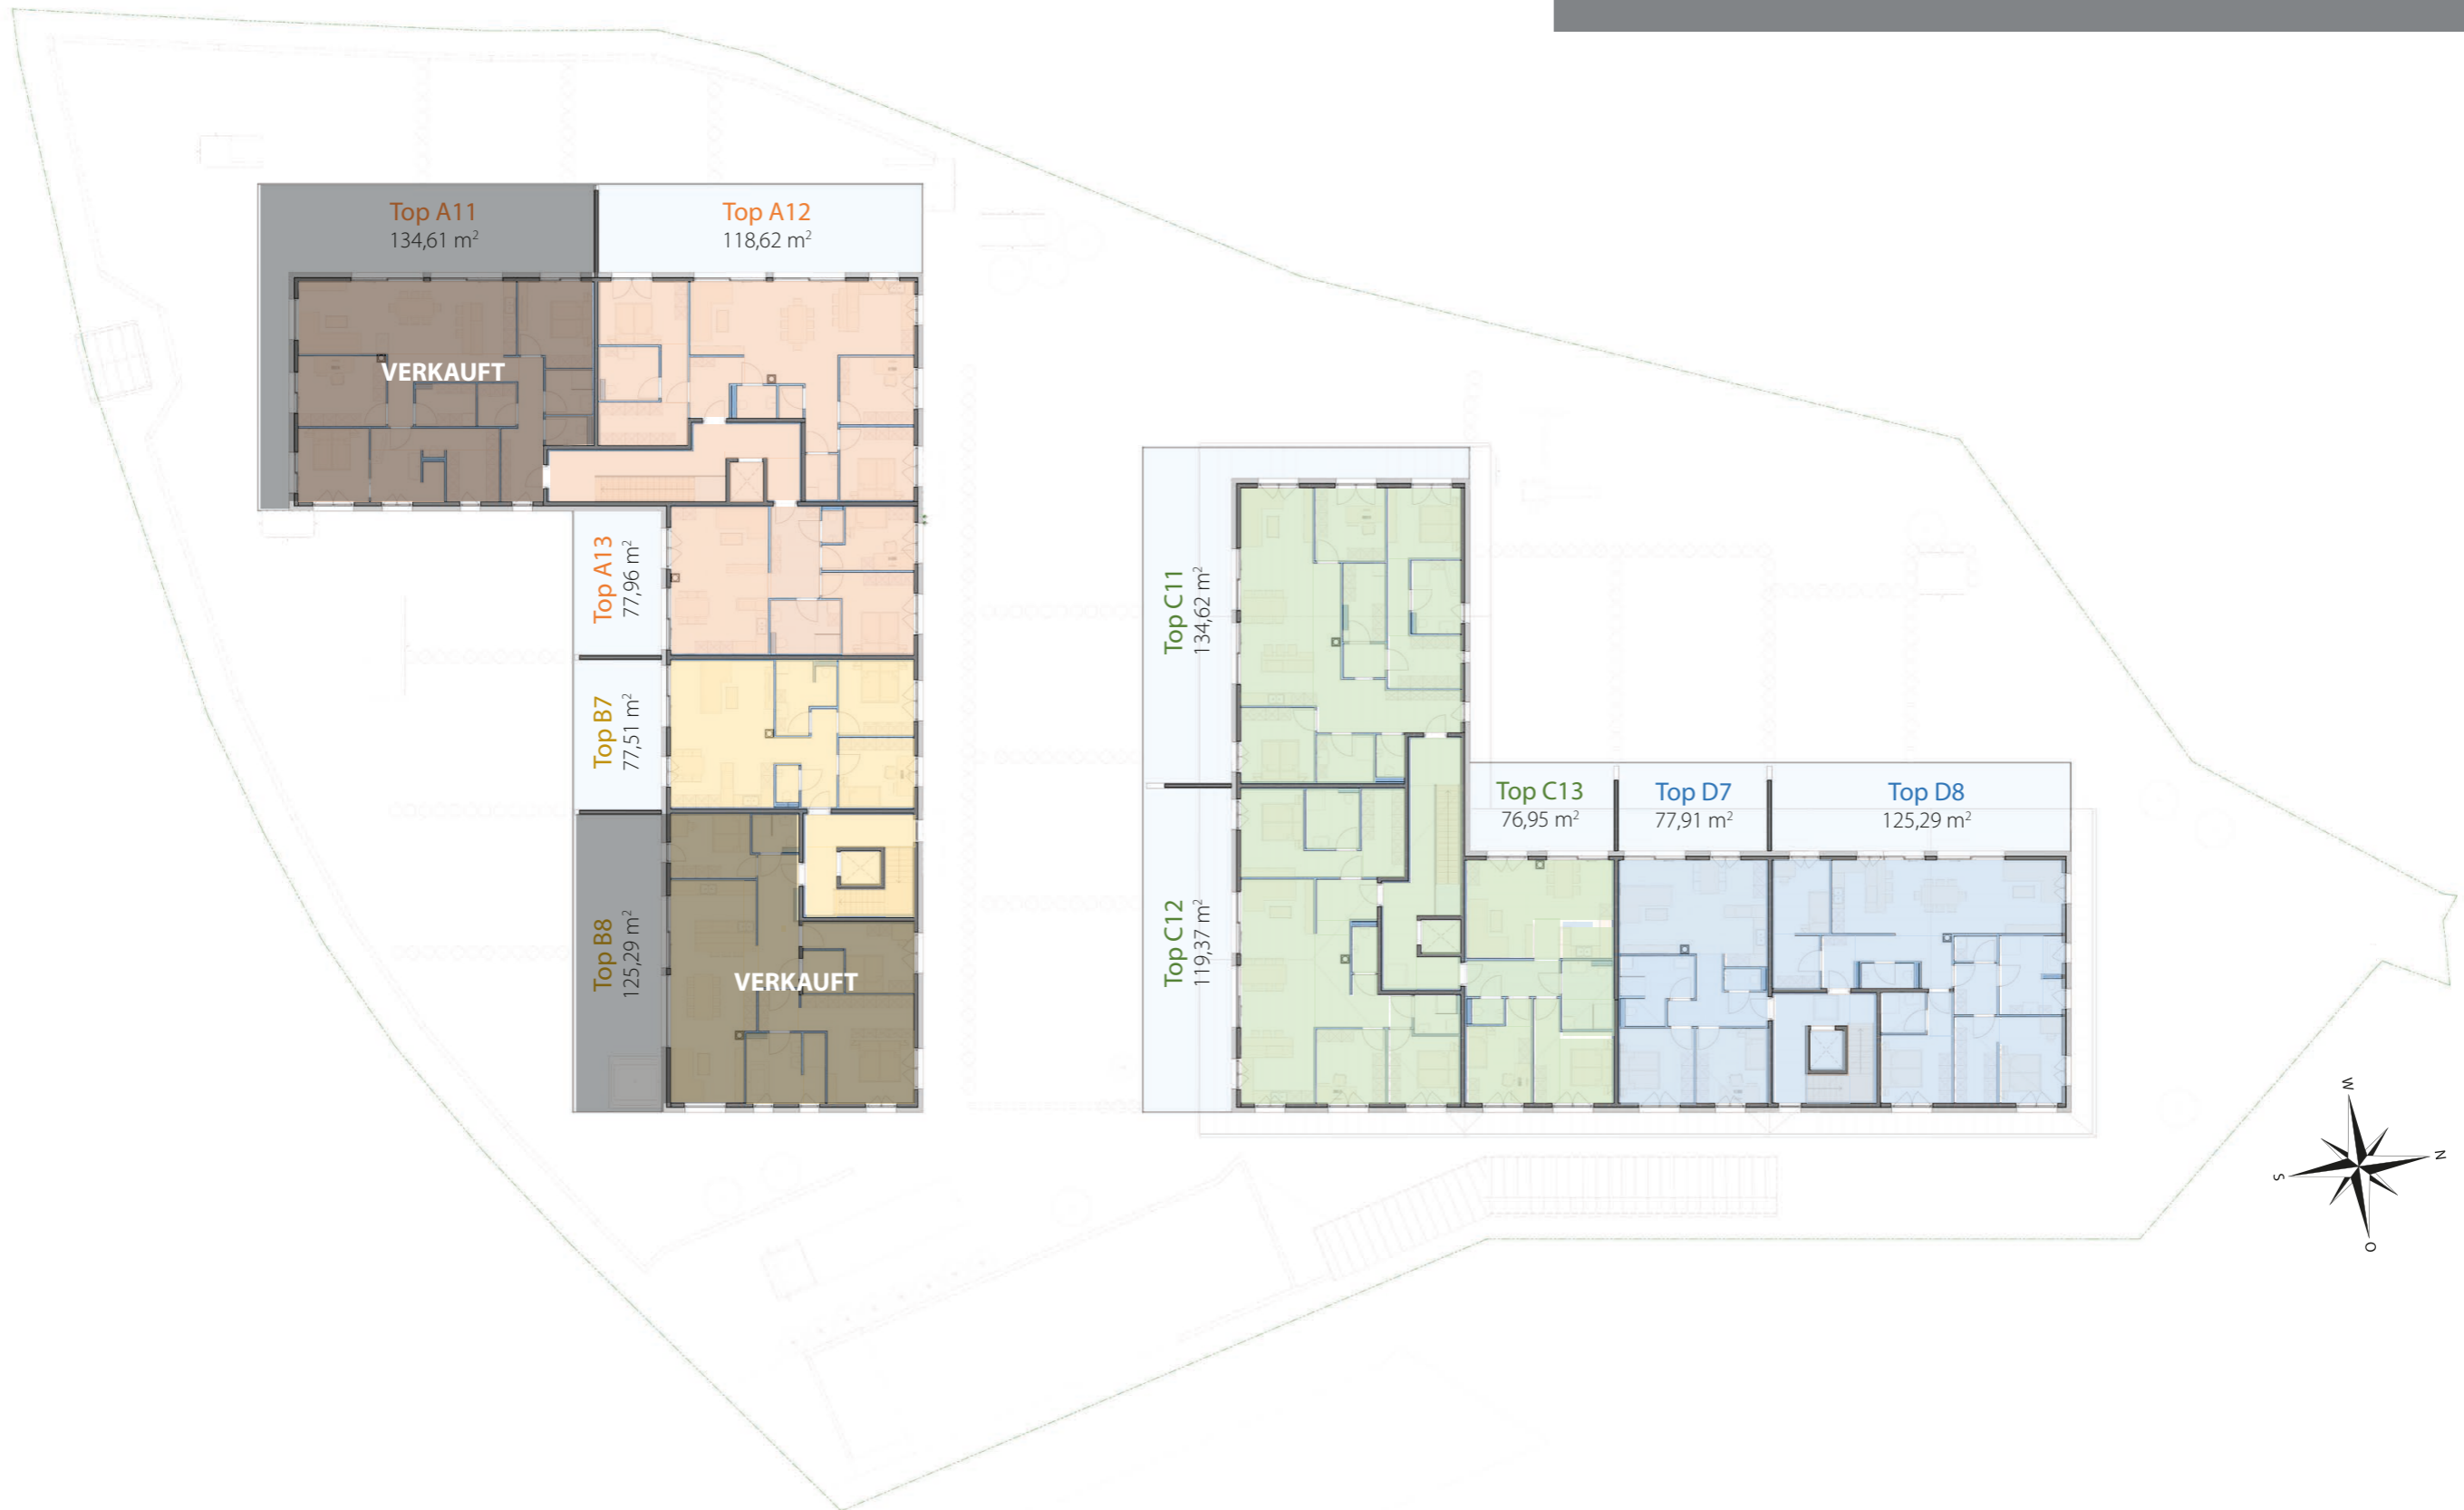 Top A11
134,61 m²
Top A12
118,62 m²
VERKAUFT
Top A13
77,96 m²
Top B7
77,51 m²
Top B8
125,29 m²
VERKAUFT
Top C11
134,62 m²
Top C12
119,37 m²
Top C13
76,95 m²
Top D7
77,91 m²
Top D8
125,29 m²
W
N
S
O